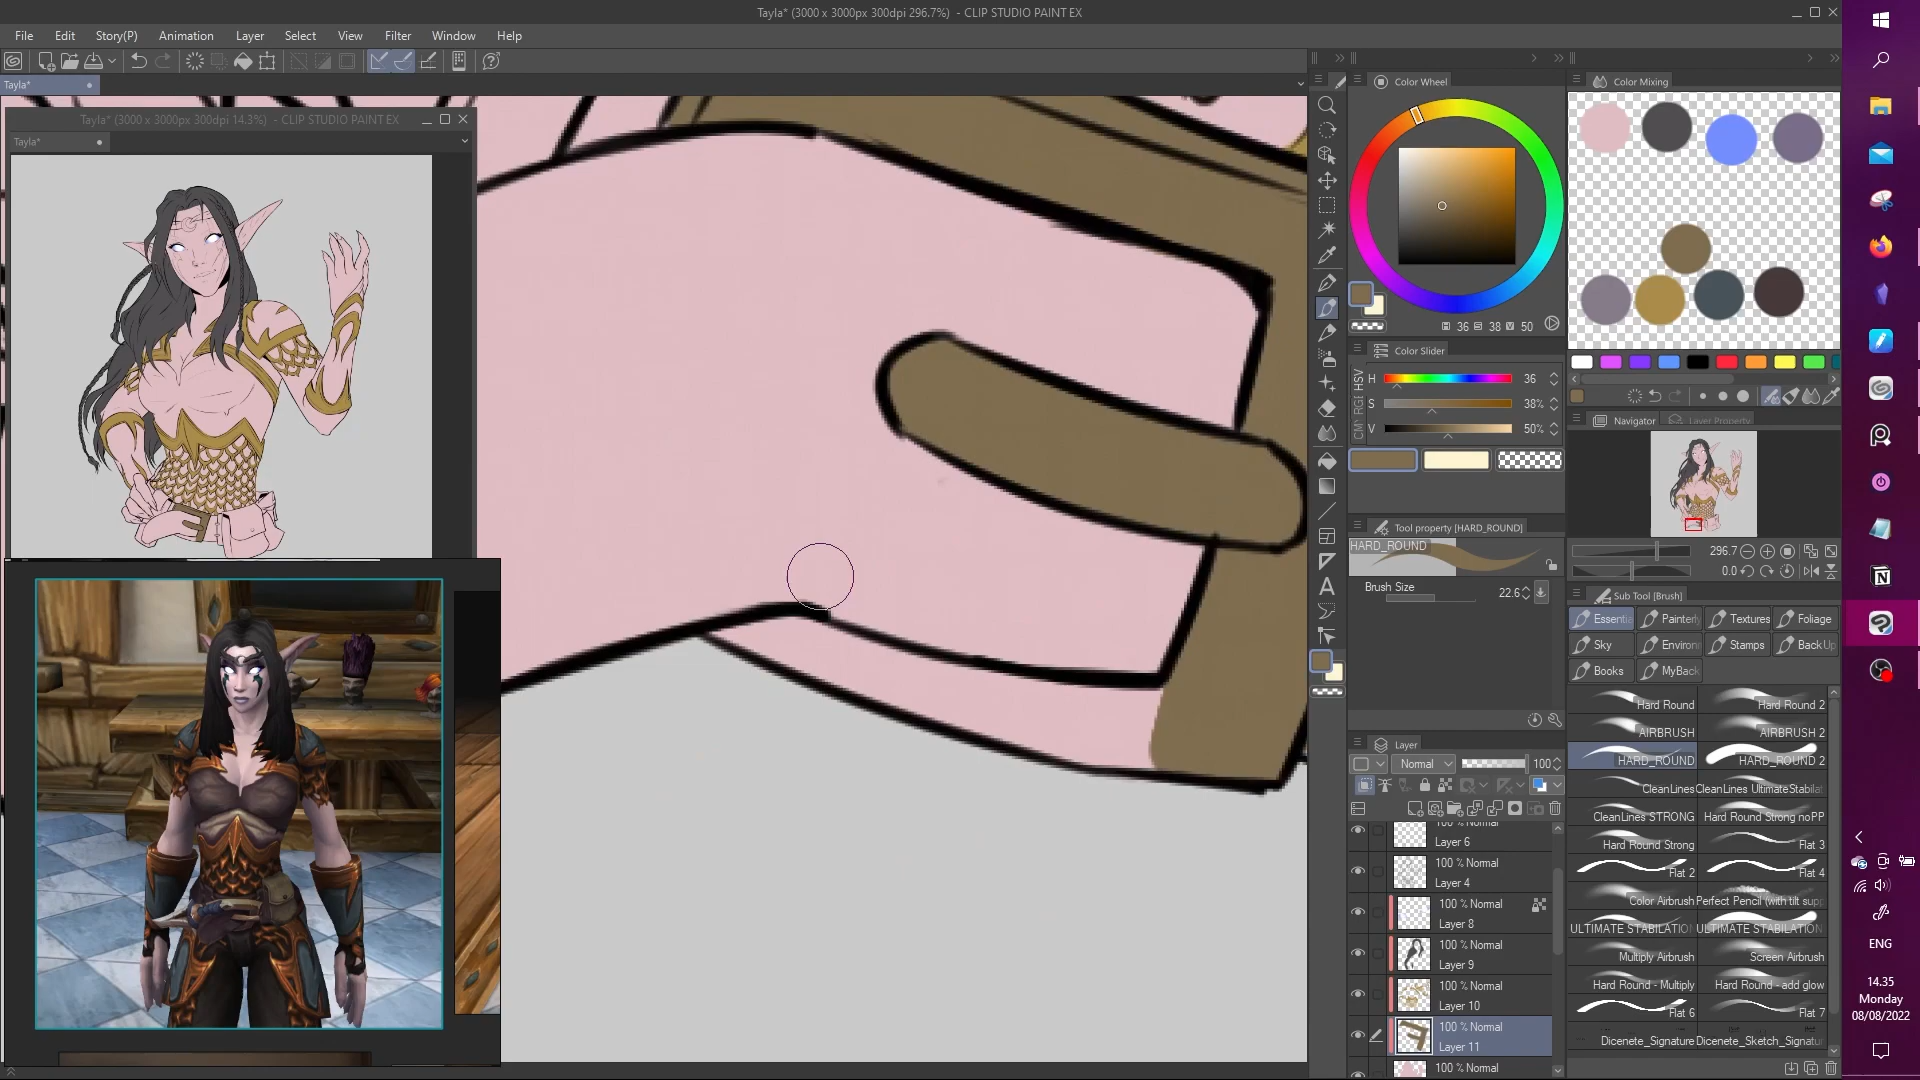 Tayla* (3000 x 3000px 300dpi 296.7%) - CLIP STUDIO PAINT EX
File Edit Story(P) Animation Layer Select View Filter Window Help
Tayla*
Tayla* (3000 x 3000px 300dpi 14.3%) - CLIP STUDIO PAINT EX
Tayla*
Color Wheel
H 36 S 38 V 50
Color Slider
HSV
H 36
S 38%
V 50%
Tool property [HARD_ROUND]
HARD_ROUND
Brush Size 22.6
Layer
Normal 100
100 % Normal
Layer 6
100 % Normal
Layer 4
100 % Normal
Layer 8
100 % Normal
Layer 9
100 % Normal
Layer 10
100 % Normal
Layer 11
100 % Normal
Color Mixing
Navigator Layer Property
296.7
0.0
Sub Tool [Brush]
Essenti Painterl Textures Foliage
Sky Environ Stamps BackUp
Books MyBack
Hard Round Hard Round 2
AIRBRUSH AIRBRUSH 2
HARD_ROUND HARD_ROUND 2
CleanLines CleanLines UltimateStabilat
CleanLines STRONG Hard Round Strong noPP
Hard Round Strong Flat 3
Flat 2 Flat 4
Color Airbrush Perfect Pencil (with tilt supp
ULTIMATE STABILATION ULTIMATE STABILATION
Multiply Airbrush Screen Airbrush
Hard Round - Multiply Hard Round - add glow
Flat 6 Flat 7
Dicenete_Signature Dicenete_Sketch_Signatu
ENG
14.35
Monday
08/08/2022